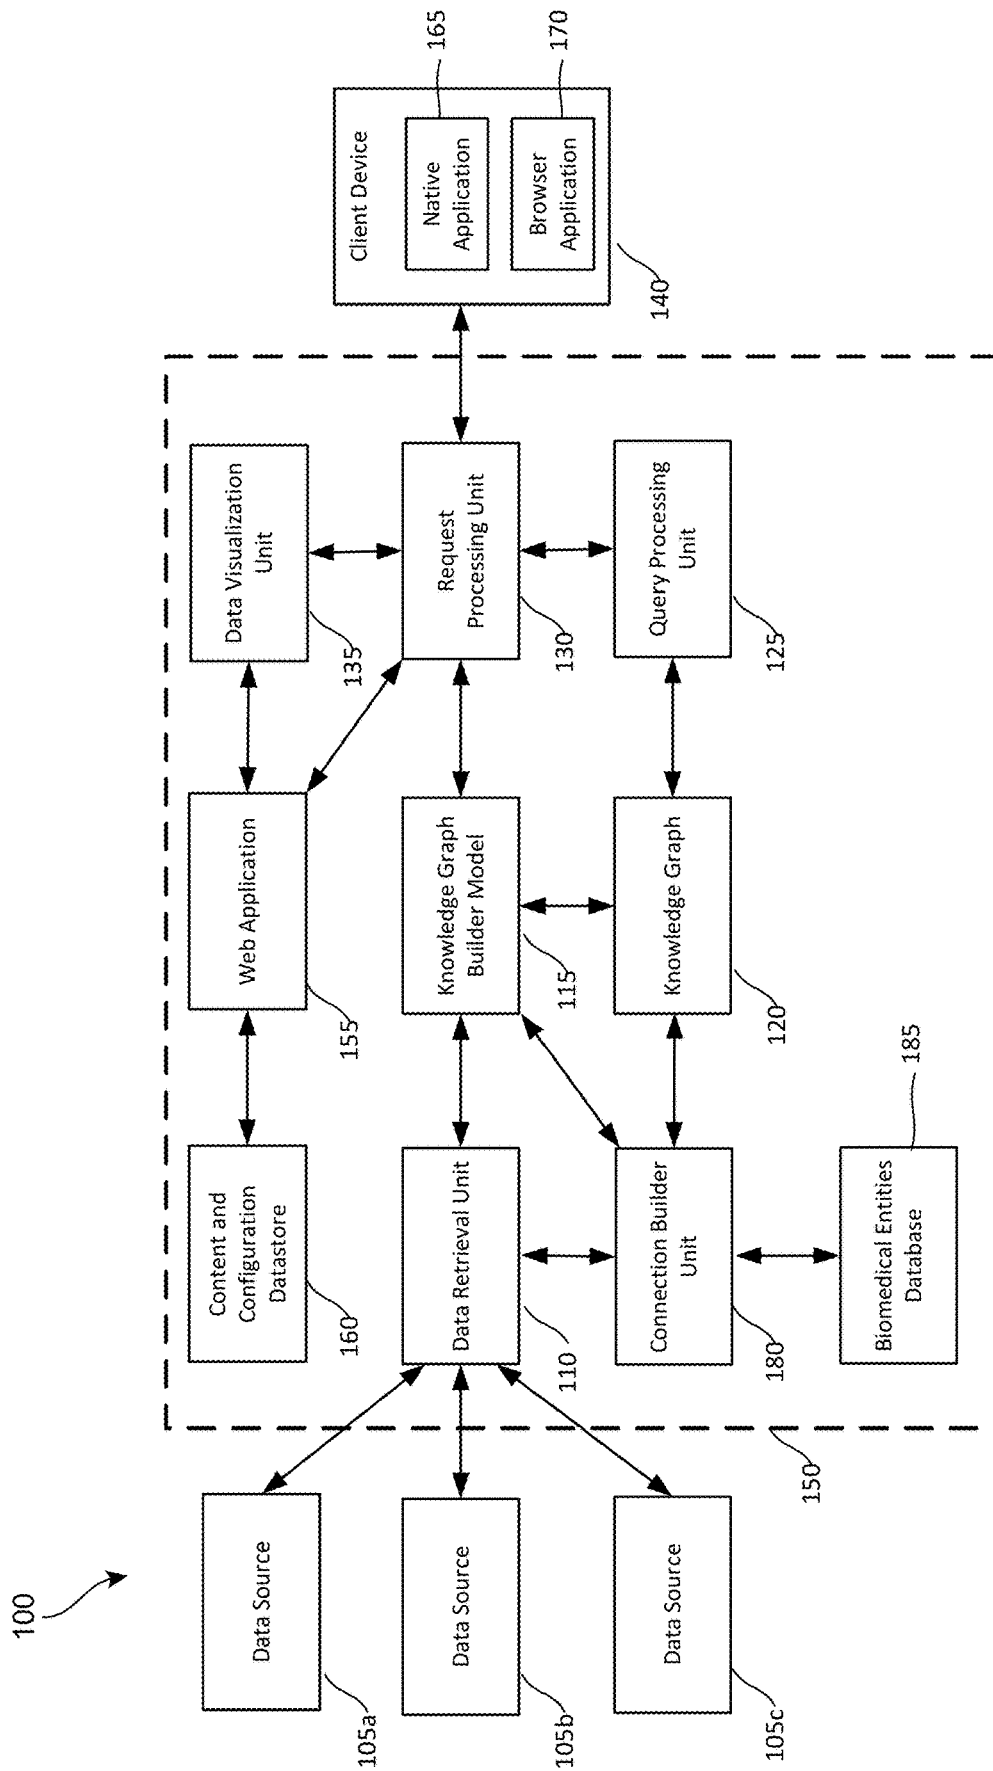 100
Data Source
105a
Data Source
105b
Data Source
105c
150
Content and
Configuration
Datastore
160
Data Retrieval Unit
110
Connection Builder
Unit
180
Biomedical Entities
Database
185
Web Application
155
Knowledge Graph
Builder Model
115
Knowledge Graph
120
Data Visualization
Unit
135
Request
Processing Unit
130
Query Processing
Unit
125
Client Device
Native
Application
165
Browser
Application
170
140